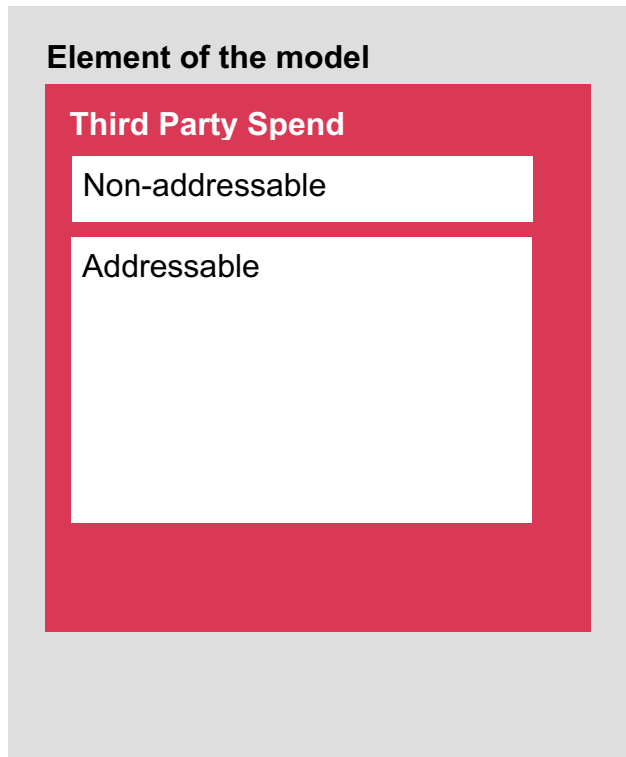 Element of the model
Third Party Spend
Non-addressable
Addressable